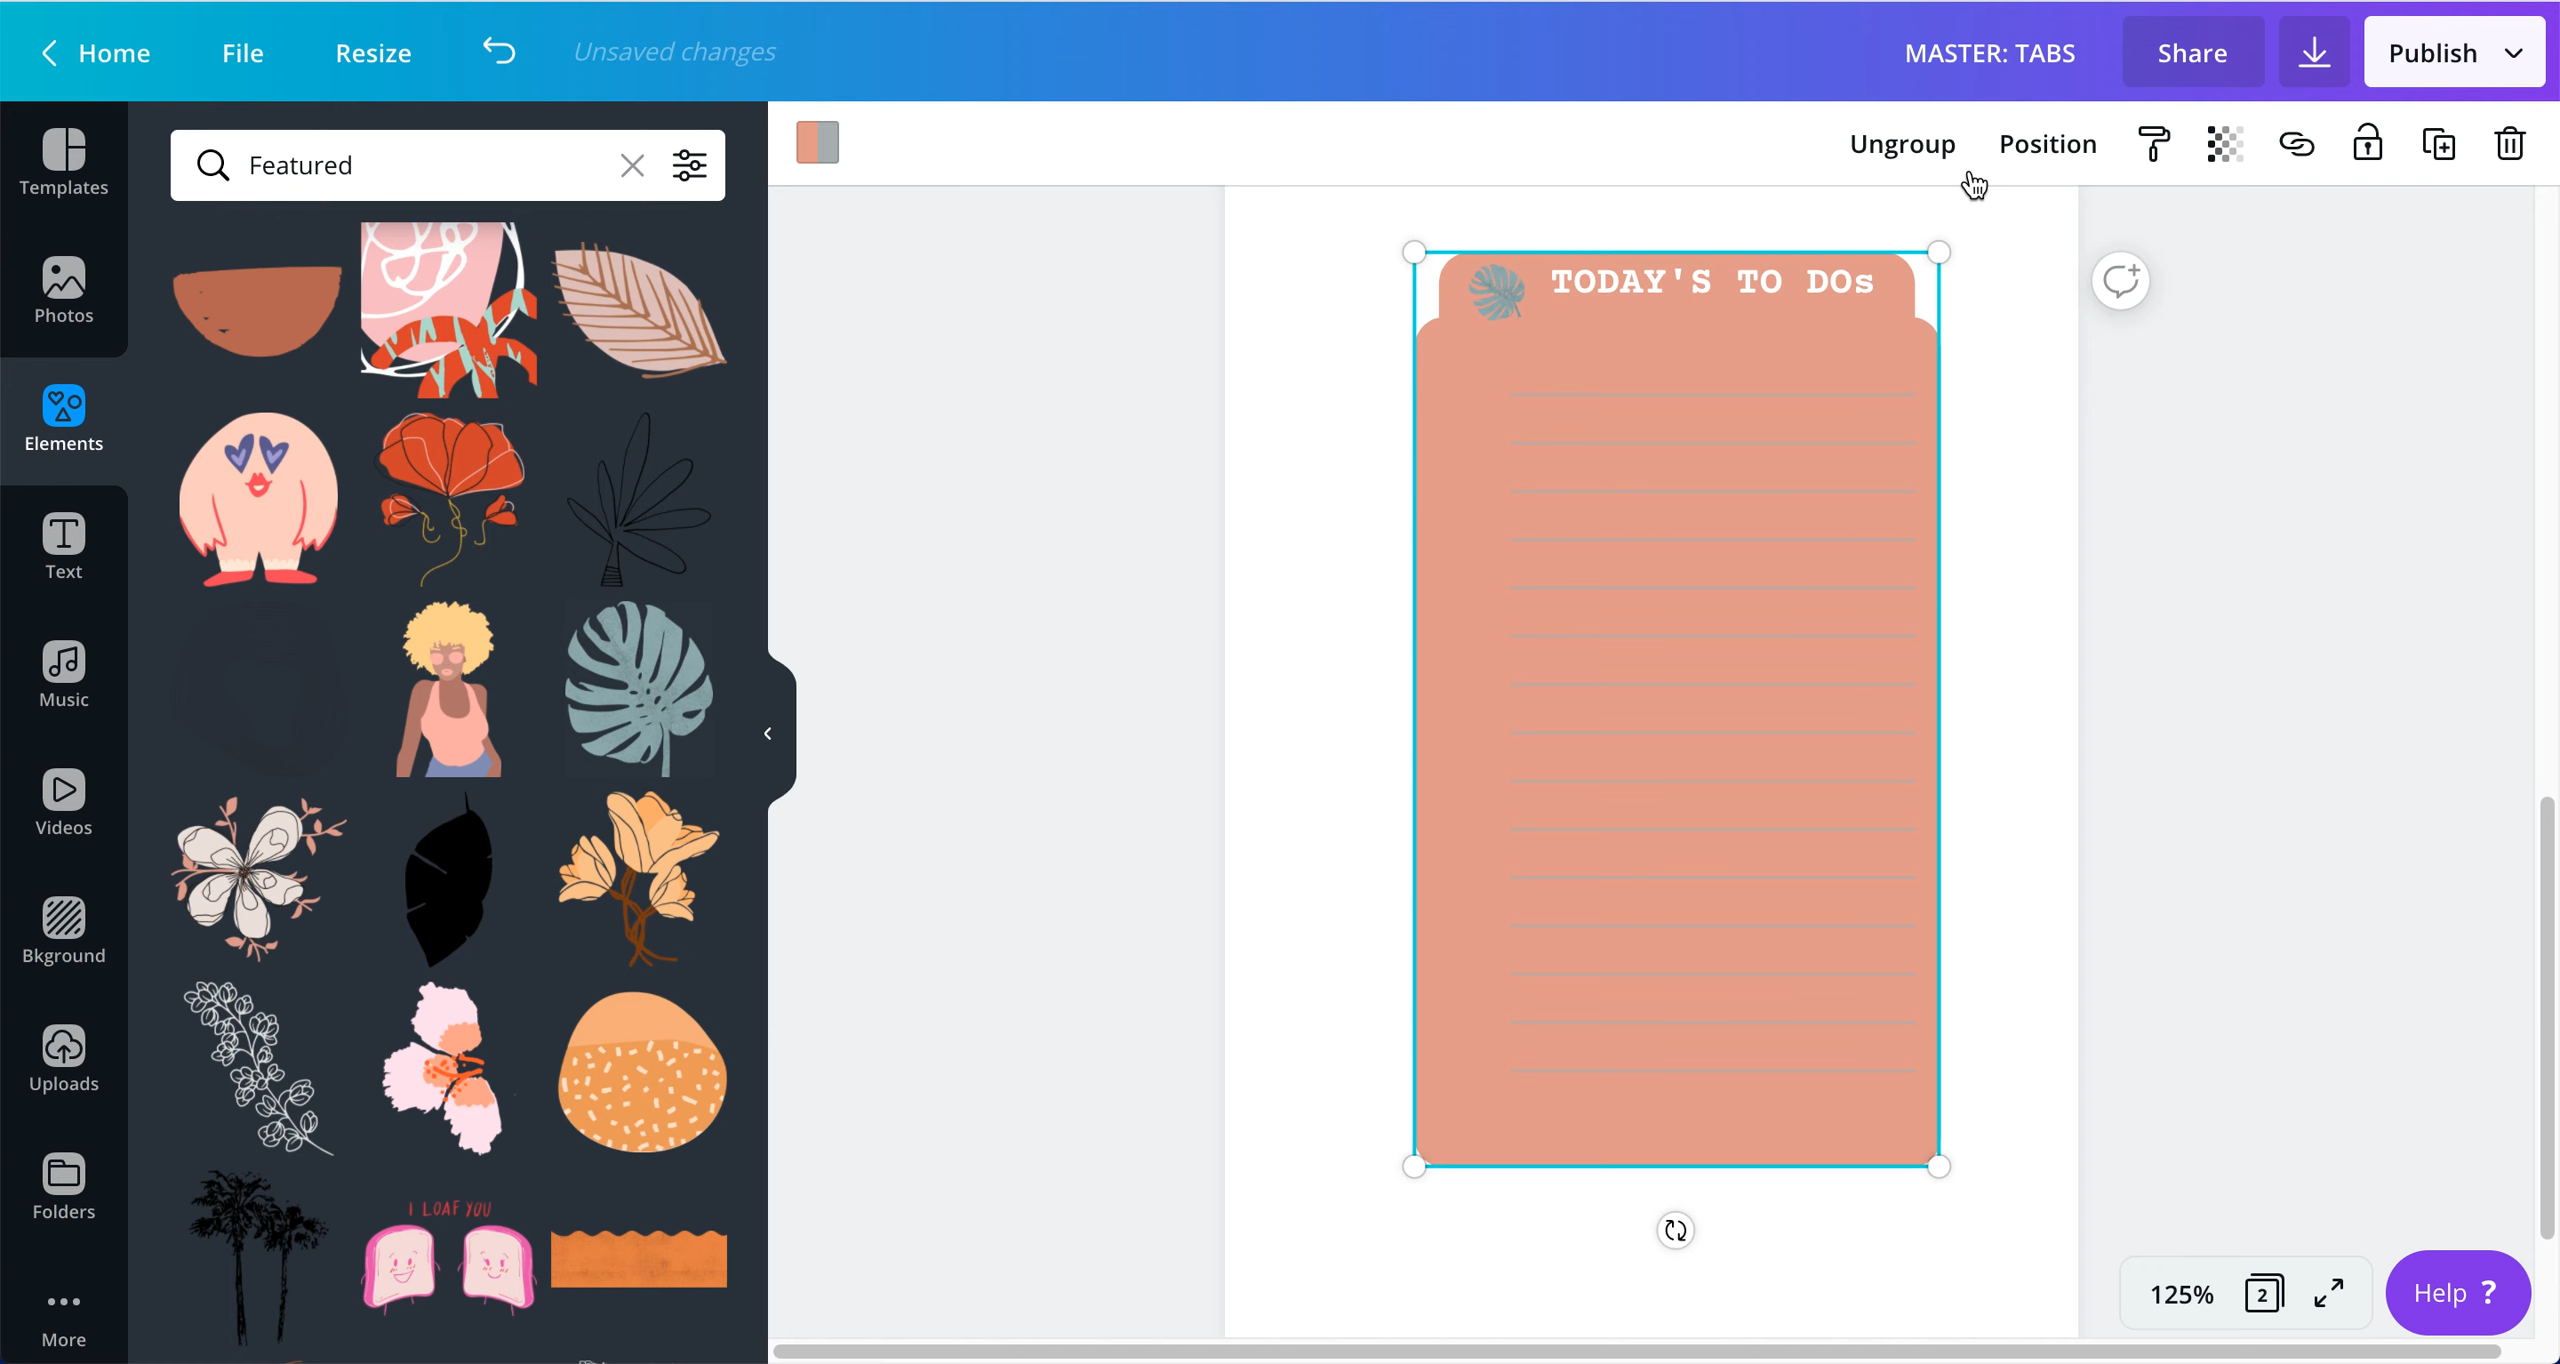 Home File Resize Unsaved changes MASTER: TABS Share Publish
Templates
Photos
Elements
Text
Music
Videos
Bkground
Uploads
Folders
More
Featured
I LOAF YOU
Ungroup Position
TODAY'S TO DOs
125% 2 Help ?